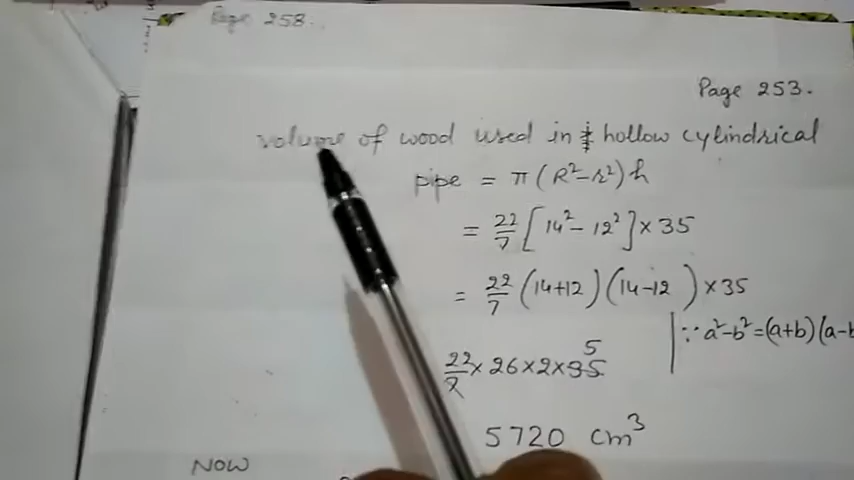 Page 258.
Page 253.
volume of wood used in hollow cylindrical
pipe = π(R²-r²)h
= 22/7 [14² - 12²] × 35
= 22/7 (14+12) (14-12) × 35
∵ a²-b² = (a+b)(a-b
22/7 × 26 × 2 × 35 5
5720 cm³
NOW